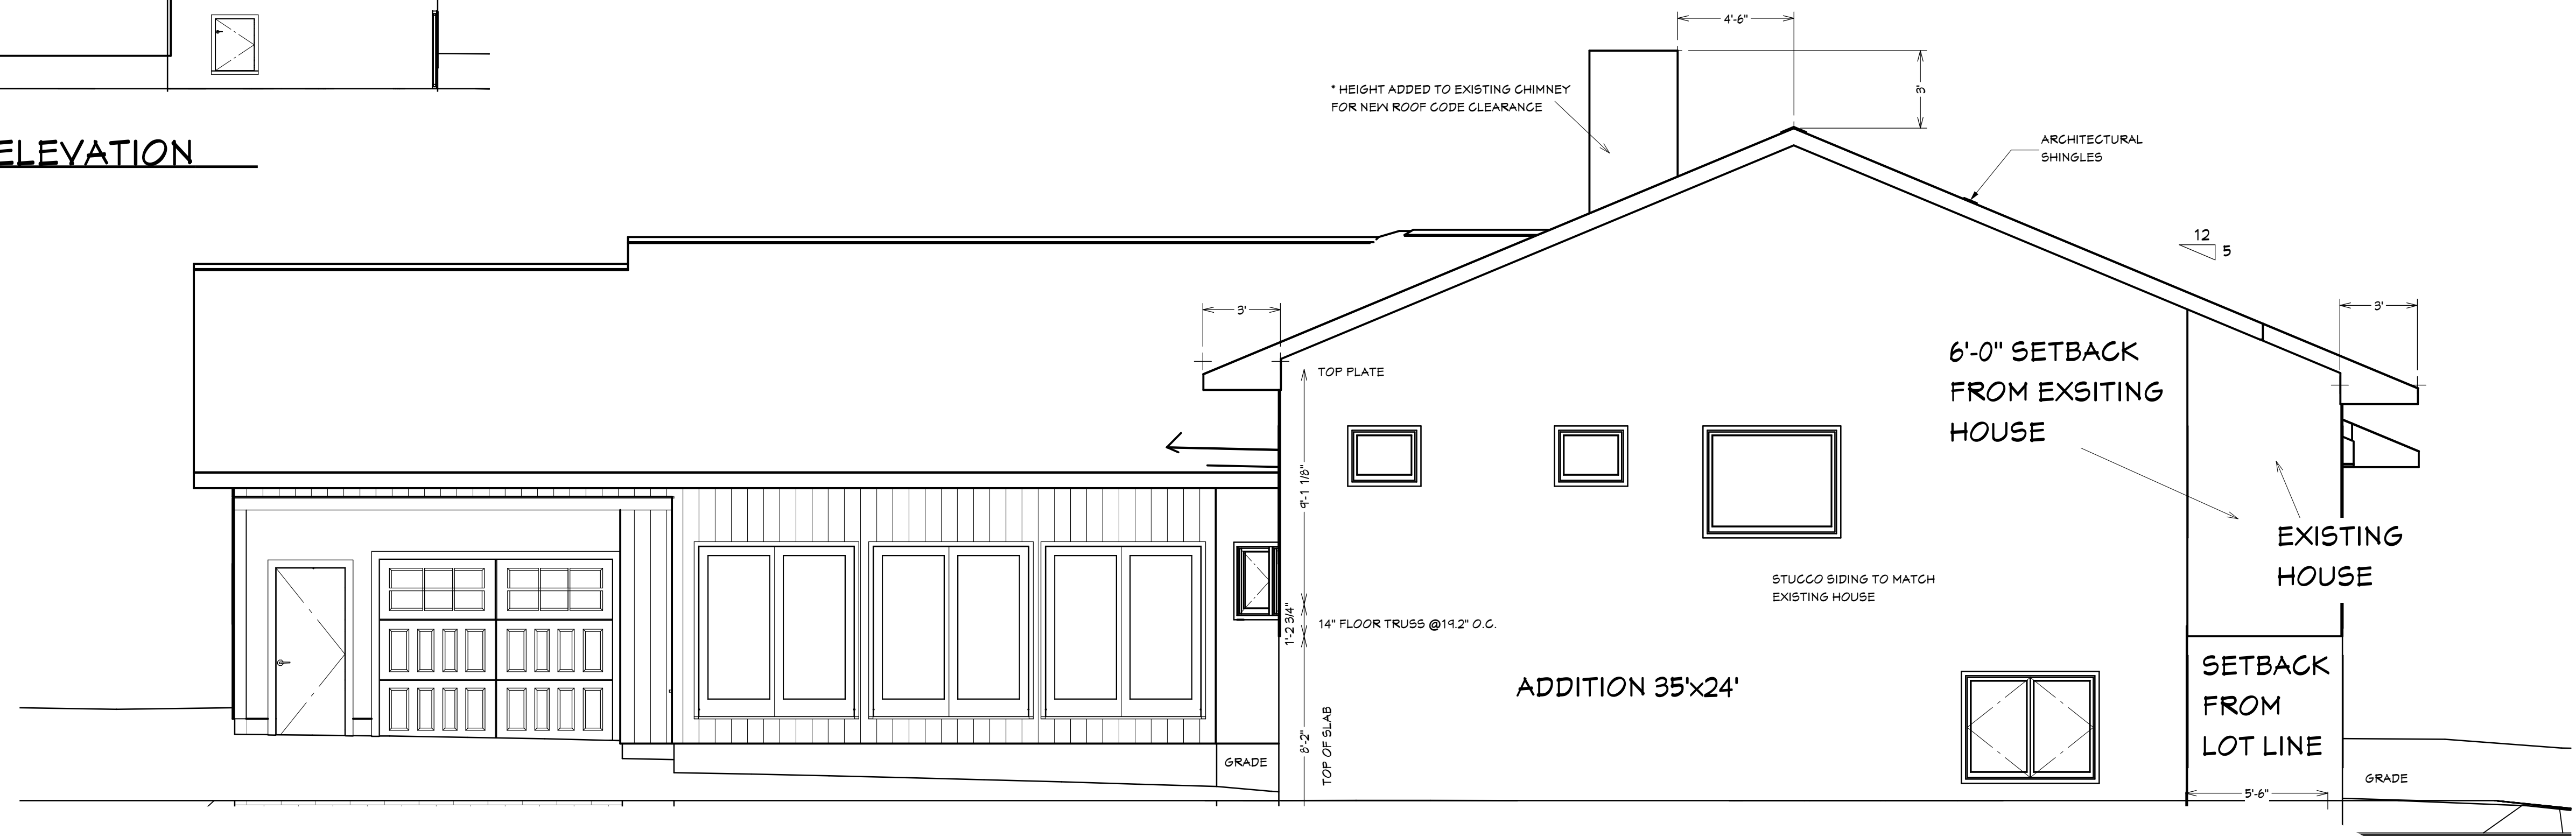 ELEVATION
4'-6"
3'
* HEIGHT ADDED TO EXISTING CHIMNEY
FOR NEW ROOF CODE CLEARANCE
ARCHITECTURAL
SHINGLES
12
5
3'
3'
6'-0" SETBACK
FROM EXSITING
HOUSE
TOP PLATE
9'-1 1/8"
EXISTING
HOUSE
STUCCO SIDING TO MATCH
EXISTING HOUSE
1'-2 3/4"
14" FLOOR TRUSS @19.2" O.C.
ADDITION 35'x24'
SETBACK
FROM
LOT LINE
8'-2"
TOP OF SLAB
GRADE
GRADE
5'-6"